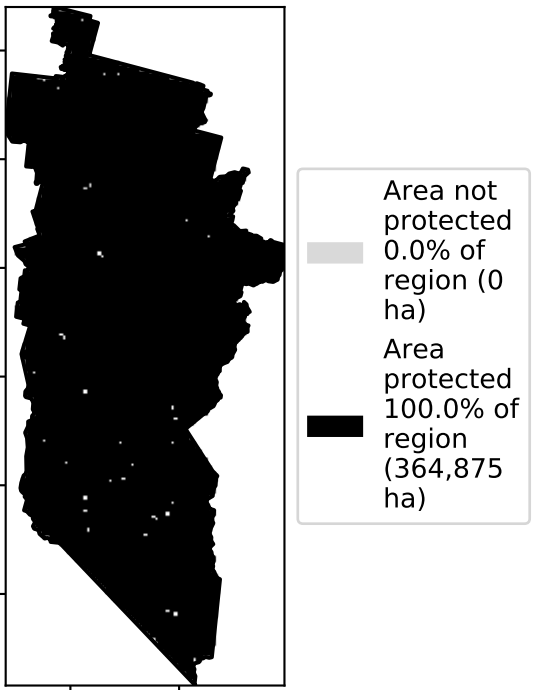 Area not
protected
0.0% of
region (0
ha)
Area
protected
100.0% of
region
(364,875
ha)